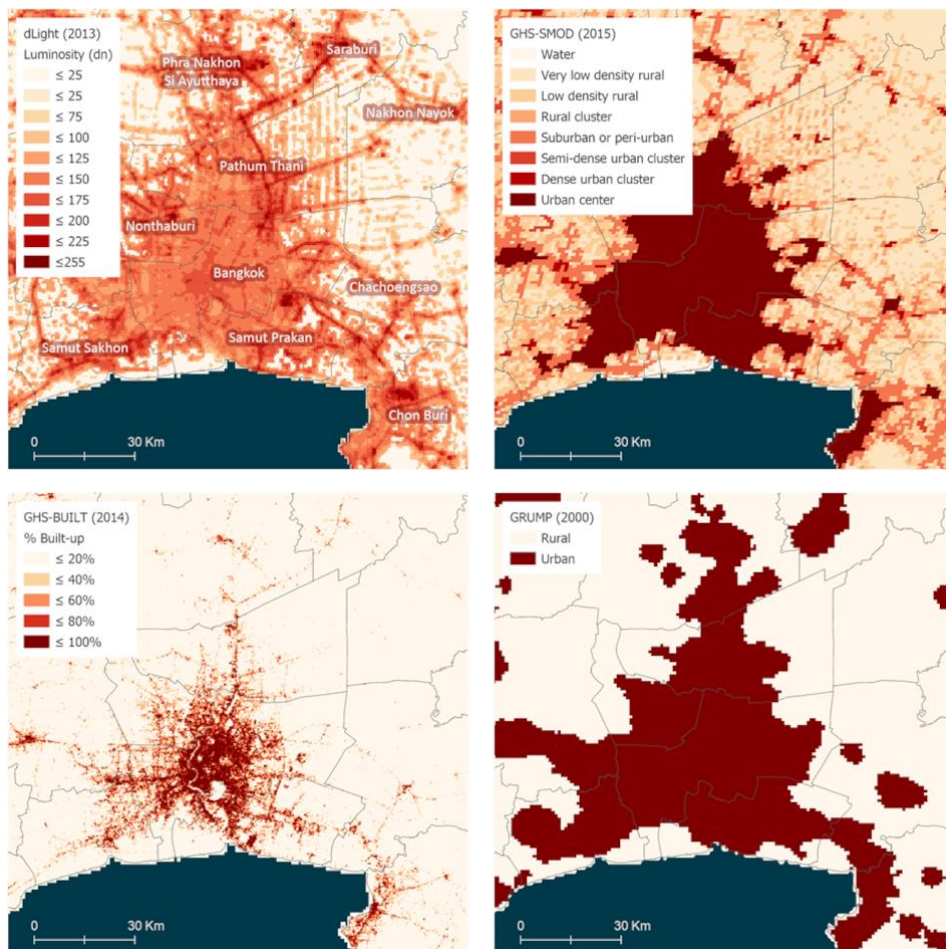 dLight (2013)
Luminosity (dn)
≤ 25
≤ 25
≤ 75
≤ 100
≤ 125
≤ 150
≤ 175
≤ 200
≤ 225
≤255
Phra Nakhon
Si Ayutthaya
Saraburi
Nakhon Nayok
Pathum Thani
Nonthaburi
Bangkok
Chachoengsao
Samut Sakhon
Samut Prakan
Chon Buri
0 30 Km
GHS-SMOD (2015)
Water
Very low density rural
Low density rural
Rural cluster
Suburban or peri-urban
Semi-dense urban cluster
Dense urban cluster
Urban center
0 30 Km
GHS-BUILT (2014)
% Built-up
≤ 20%
≤ 40%
≤ 60%
≤ 80%
≤ 100%
0 30 Km
GRUMP (2000)
Rural
Urban
0 30 Km